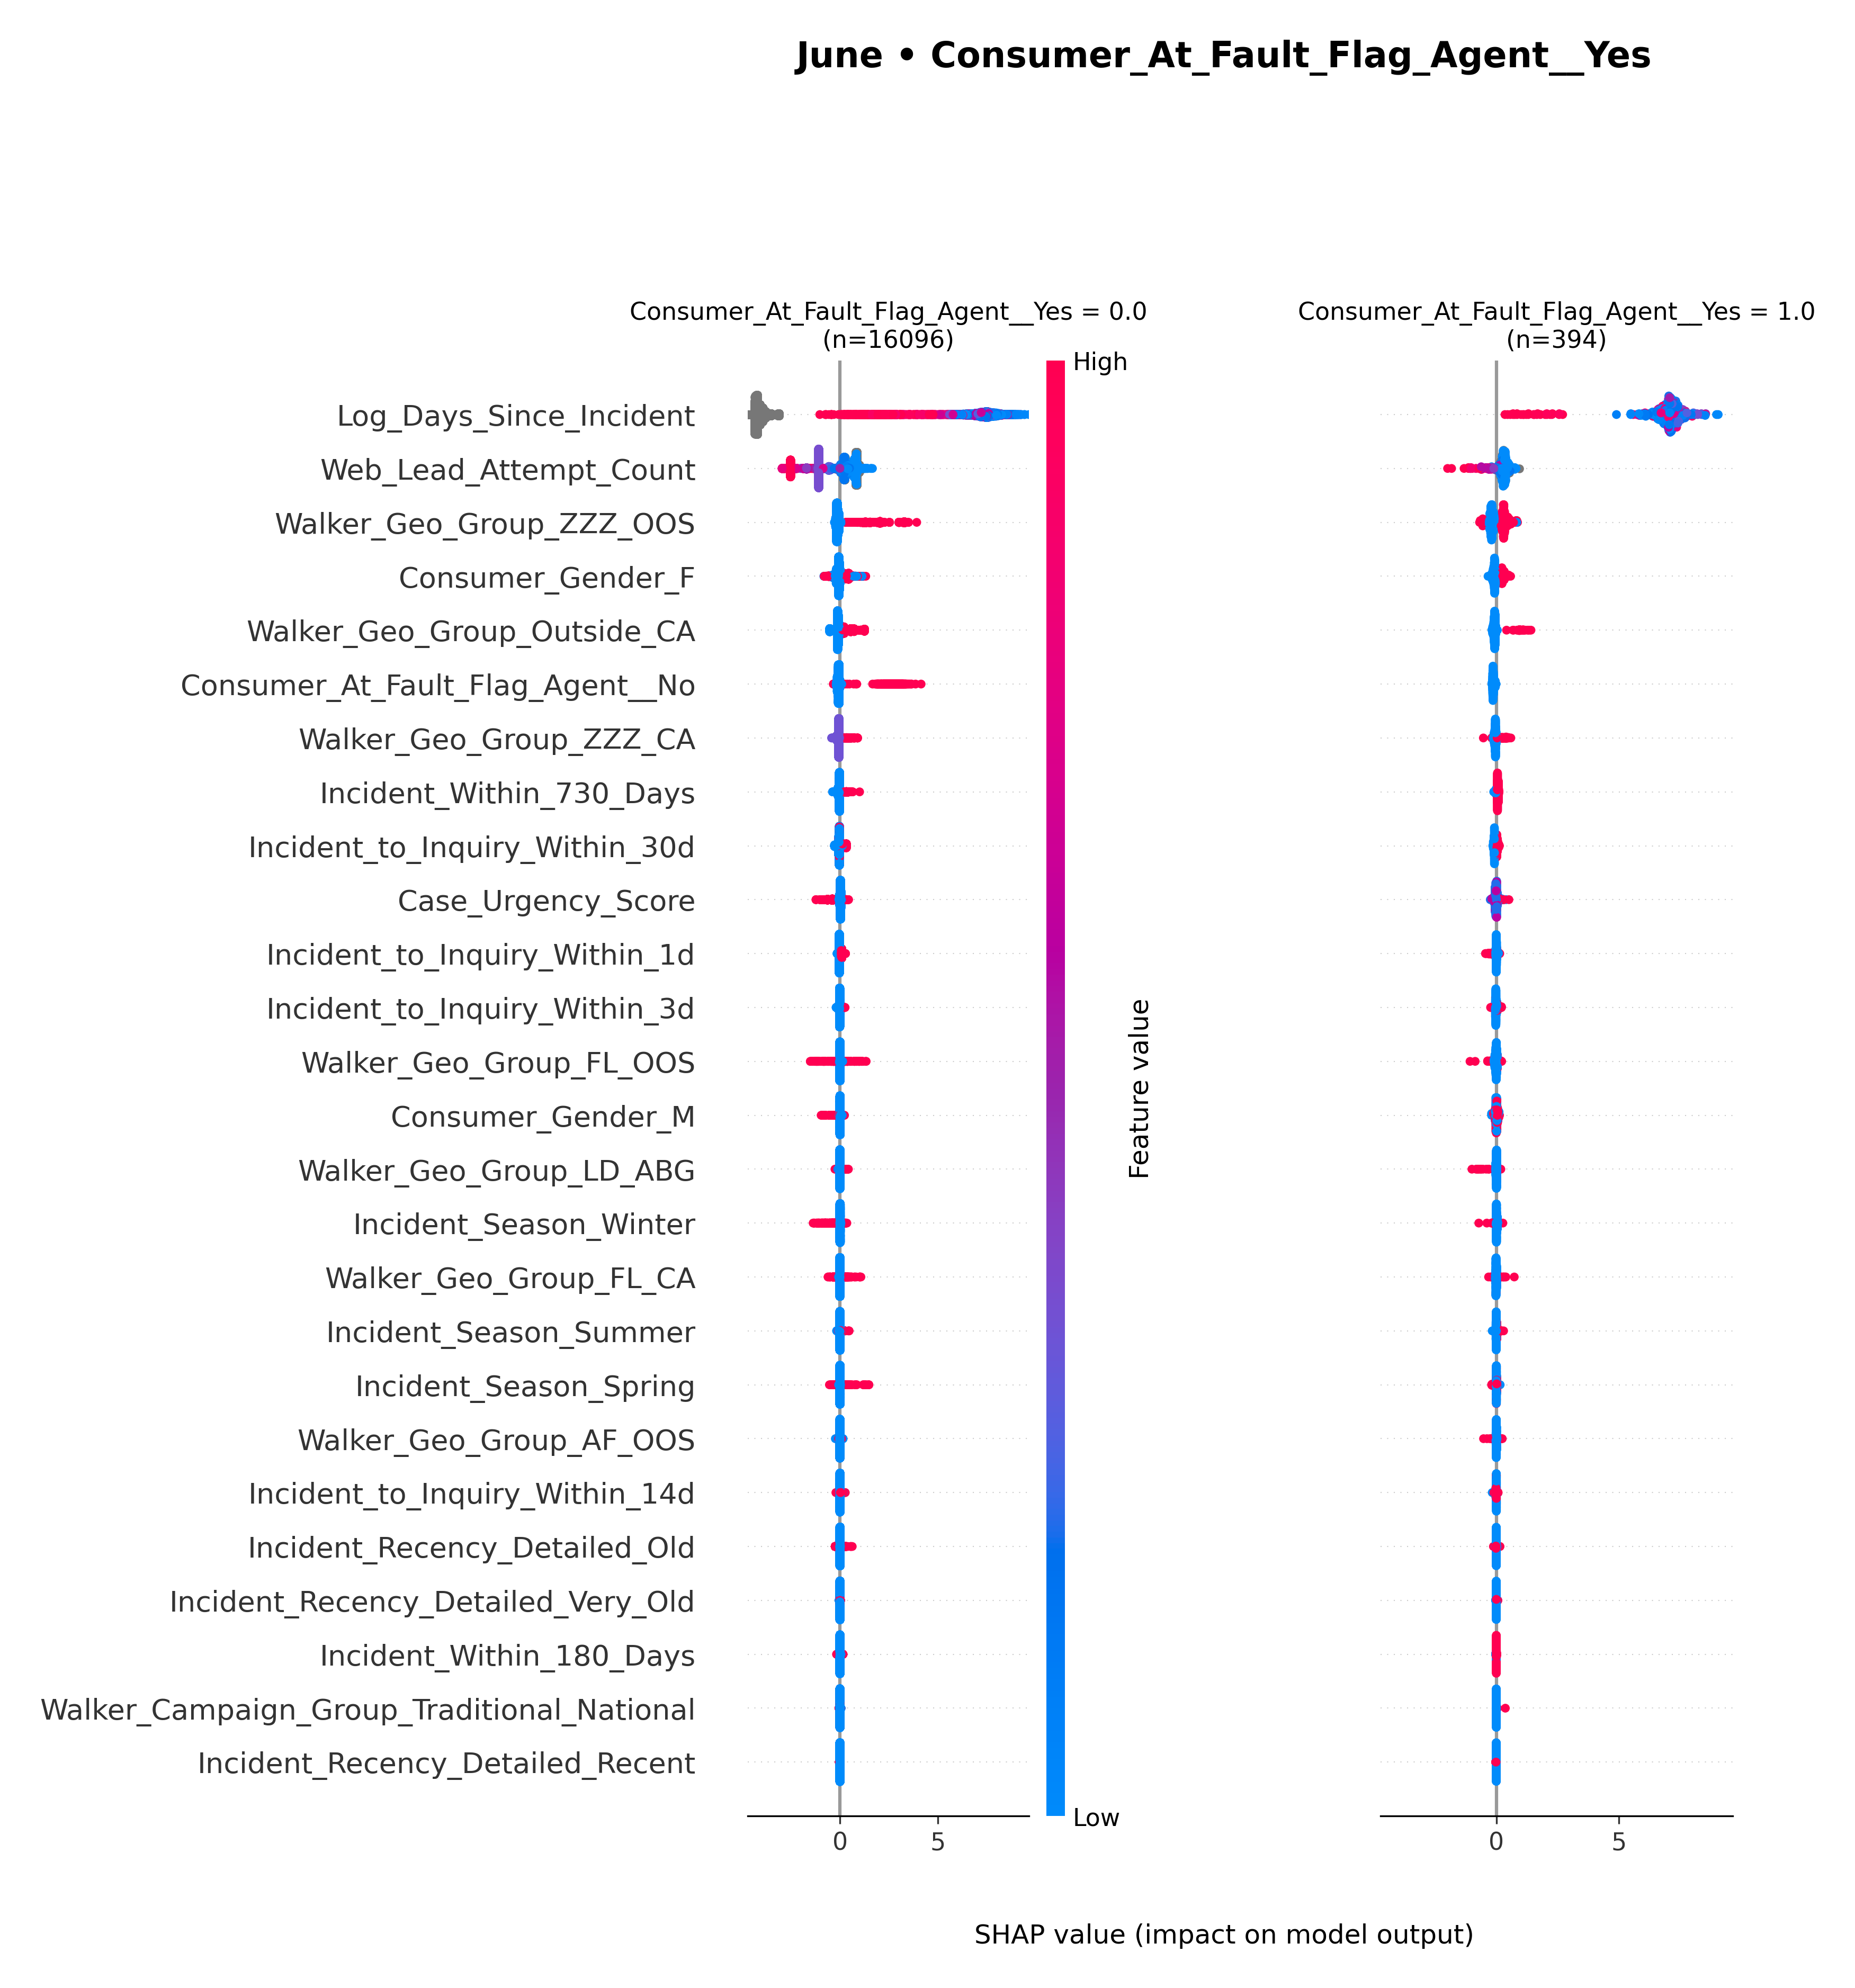 June • Consumer_At_Fault_Flag_Agent__Yes
Consumer_At_Fault_Flag_Agent__Yes = 0.0
(n=16096)
Consumer_At_Fault_Flag_Agent__Yes = 1.0
(n=394)
High
Log_Days_Since_Incident
Web_Lead_Attempt_Count
Walker_Geo_Group_ZZZ_OOS
Consumer_Gender_F
Walker_Geo_Group_Outside_CA
Consumer_At_Fault_Flag_Agent__No
Walker_Geo_Group_ZZZ_CA
Incident_Within_730_Days
Incident_to_Inquiry_Within_30d
Case_Urgency_Score
Incident_to_Inquiry_Within_1d
Incident_to_Inquiry_Within_3d
Walker_Geo_Group_FL_OOS
Consumer_Gender_M
Walker_Geo_Group_LD_ABG
Incident_Season_Winter
Walker_Geo_Group_FL_CA
Incident_Season_Summer
Incident_Season_Spring
Walker_Geo_Group_AF_OOS
Incident_to_Inquiry_Within_14d
Incident_Recency_Detailed_Old
Incident_Recency_Detailed_Very_Old
Incident_Within_180_Days
Walker_Campaign_Group_Traditional_National
Incident_Recency_Detailed_Recent
Feature value
Low
0 5
0 5
SHAP value (impact on model output)